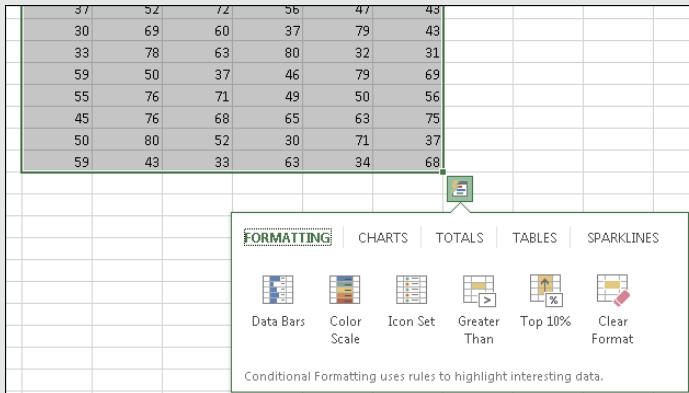 37 52 72 56 47 43
30 69 60 37 79 43
33 78 63 80 32 31
59 50 37 46 79 69
55 76 71 49 50 56
45 76 68 65 63 75
50 80 52 30 71 37
59 43 33 63 34 68
FORMATTING CHARTS TOTALS TABLES SPARKLINES
Data Bars Color Icon Set Greater Top 10% Clear
Scale Than Format
Conditional Formatting uses rules to highlight interesting data.